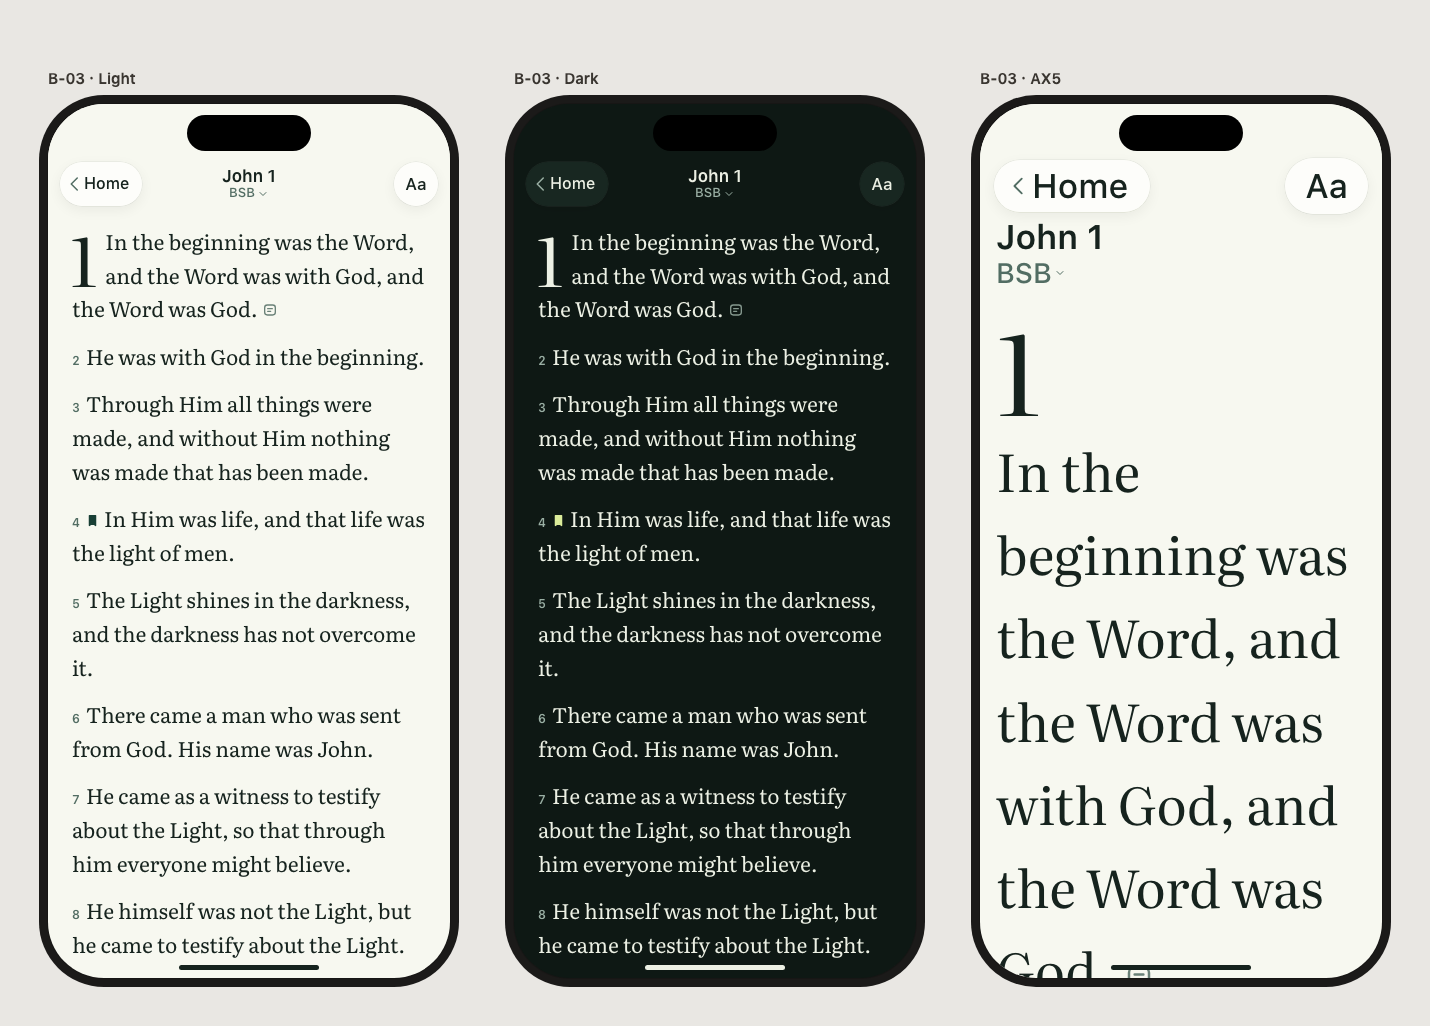 B-03 · Light
Home
John 1
BSB
Aa
1 In the beginning was the Word,
and the Word was with God, and
the Word was God.
2 He was with God in the beginning.
3 Through Him all things were
made, and without Him nothing
was made that has been made.
4 In Him was life, and that life was
the light of men.
5 The Light shines in the darkness,
and the darkness has not overcome
it.
6 There came a man who was sent
from God. His name was John.
7 He came as a witness to testify
about the Light, so that through
him everyone might believe.
8 He himself was not the Light, but
he came to testify about the Light.
B-03 · Dark
Home
John 1
BSB
Aa
1 In the beginning was the Word,
and the Word was with God, and
the Word was God.
2 He was with God in the beginning.
3 Through Him all things were
made, and without Him nothing
was made that has been made.
4 In Him was life, and that life was
the light of men.
5 The Light shines in the darkness,
and the darkness has not overcome
it.
6 There came a man who was sent
from God. His name was John.
7 He came as a witness to testify
about the Light, so that through
him everyone might believe.
8 He himself was not the Light, but
he came to testify about the Light.
B-03 · AX5
Home
Aa
John 1
BSB
1
In the
beginning was
the Word, and
the Word was
with God, and
the Word was
God.